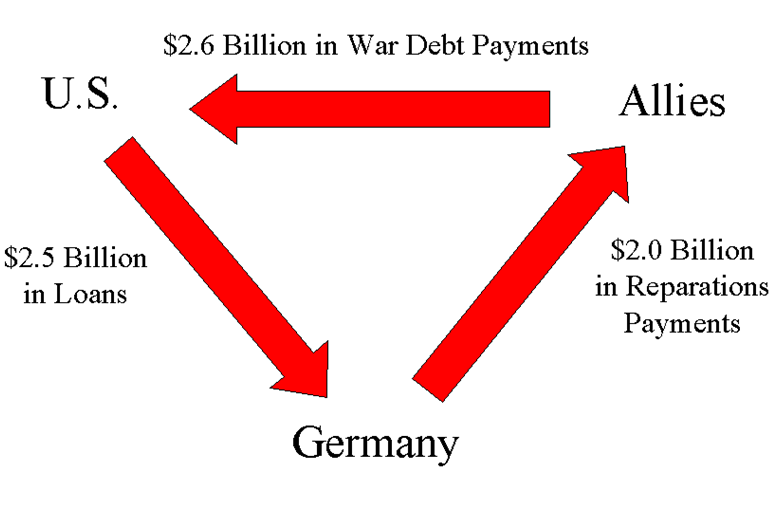 $2.6 Billion in War Debt Payments
U.S.
Allies
$2.5 Billion
in Loans
$2.0 Billion
in Reparations
Payments
Germany